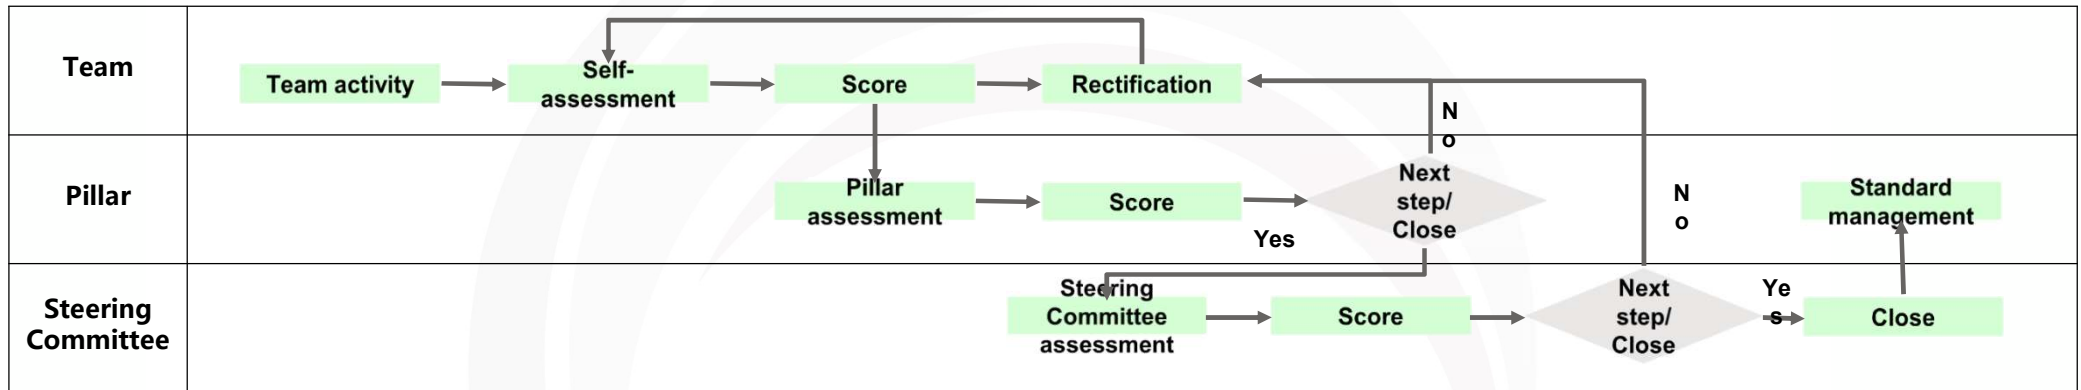 Team
Team activity
Self-
assessment
Score
Rectification
N
o
Pillar
Pillar
assessment
Score
Next
step/
Close
Yes
N
o
Standard
management
Steering
Committee
Steering
Committee
assessment
Score
Next
step/
Close
Ye
s
Close